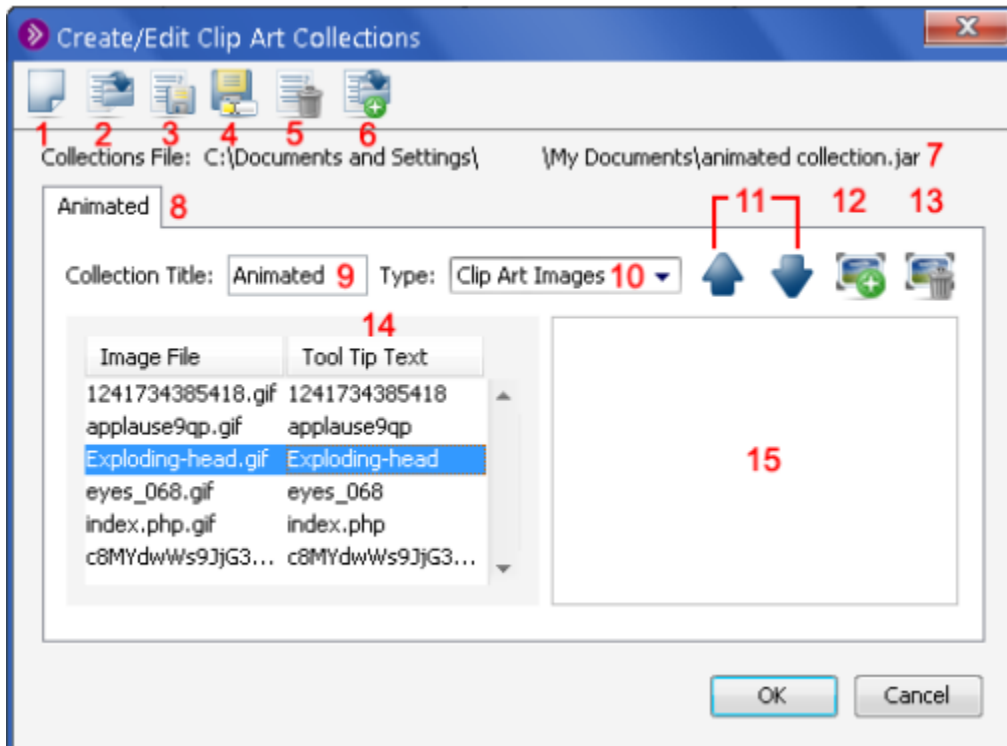 Create/Edit Clip Art Collections
1 2 3 4 5 6
Collections File: C:\Documents and Settings\ \My Documents\animated collection.jar 7
Animated 8 11 12 13
Collection Title: Animated 9 Type: Clip Art Images 10
14
Image File Tool Tip Text
1241734385418.gif 1241734385418
applause9qp.gif applause9qp
Exploding-head.gif Exploding-head
15
eyes_068.gif eyes_068
index.php.gif index.php
c8MYdwWs9JjG3... c8MYdwWs9JjG3...
OK Cancel